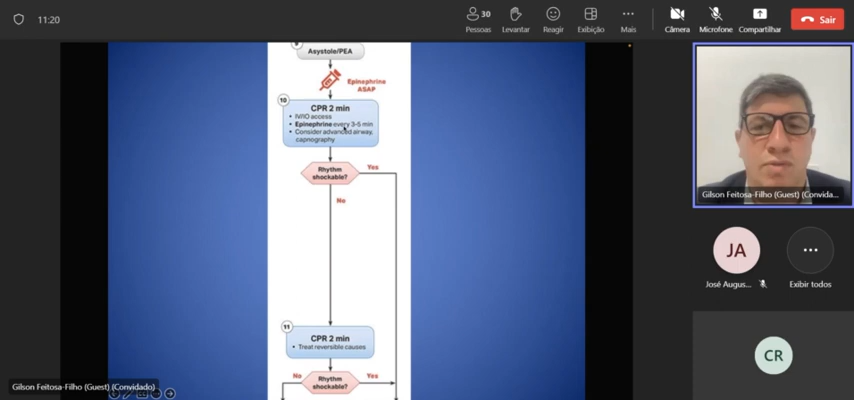 11:20
30
Pessoas
Levantar
Reagir
Exibição
Mais
Câmera
Microfone
Compartilhar
Sair
9
Asystole/PEA
Epinephrine
ASAP
10
CPR 2 min
• IV/IO access
• Epinephrine every 3-5 min
• Consider advanced airway,
capnography
Rhythm
shockable?
Yes
No
11
CPR 2 min
• Treat reversible causes
Rhythm
shockable?
No
Yes
Gilson Feitosa-Filho (Guest) (Convidado)
Gilson Feitosa-Filho (Guest) (Convida...
JA
José Augus...
Exibir todos
CR